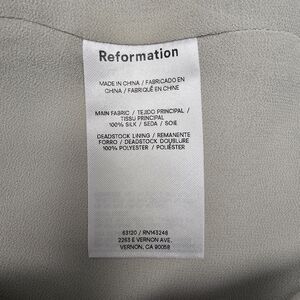 Reformation
MADE IN CHINA / FABRICADO EN
CHINA / FABRIQUÉ EN CHINE
MAIN FABRIC / TEJIDO PRINCIPAL /
TISSU PRINCIPAL
100% SILK / SEDA / SOIE
DEADSTOCK LINING / REMANENTE
FORRO / DEADSTOCK DOUBLURE
100% POLYESTER / POLIÉSTER
63120 / RN143246
2263 E VERNON AVE,
VERNON, CA 90058